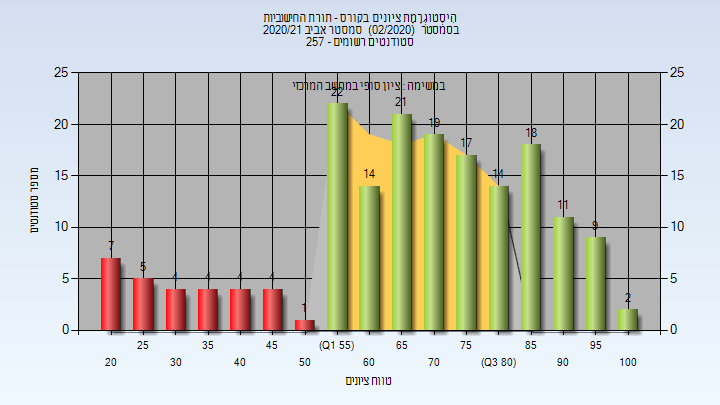 היסטוגרמת ציונים בקורס - תורת החישוביות
בסמסטר (02/2020) סמסטר אביב 2020/21
סטודנטים רשומים - 257
במשימה : ציון סופי במחשב המרכזי
25 25
20 20
15 15
10 10
5 5
0 0
7 5 4 4 4 4 1 22 14 21 19 17 14 18 11 9 2
מספר סטודנטים
25 35 45 (Q1 55) 65 75 85 95
20 30 40 50 60 70 (Q3 80) 90 100
טווח ציונים